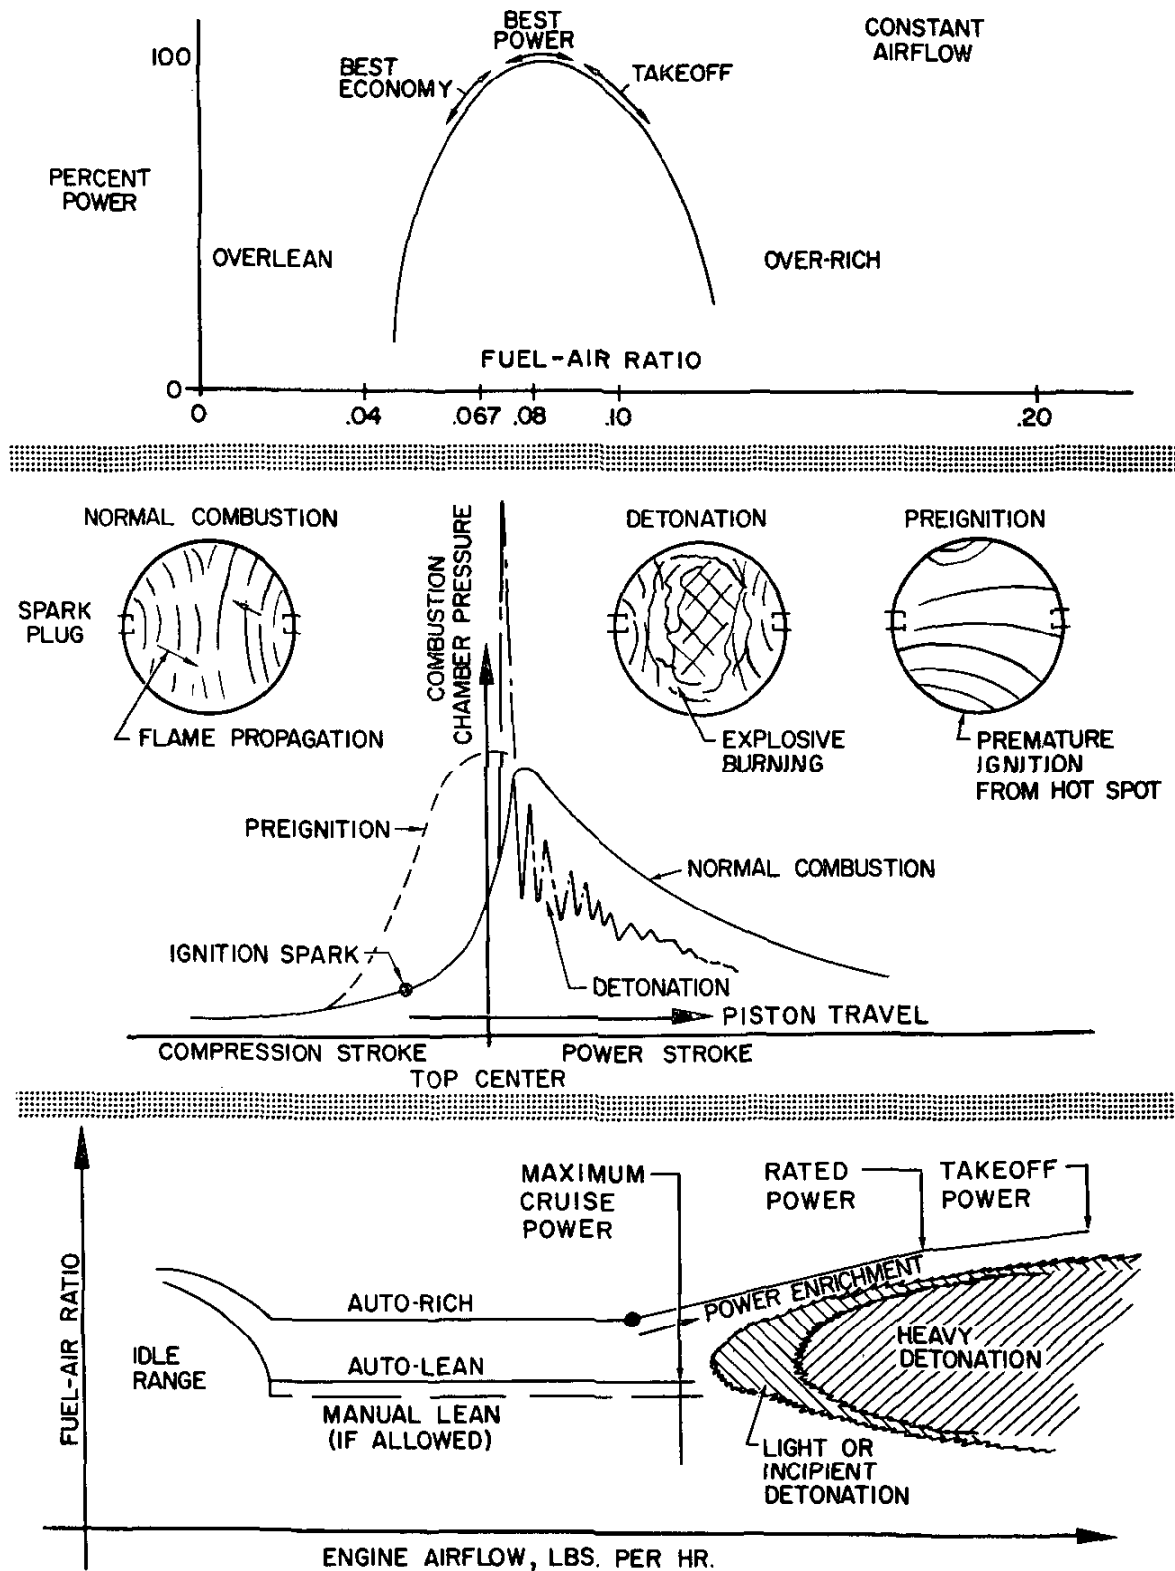 CONSTANT
AIRFLOW
BEST
POWER
BEST
ECONOMY
TAKEOFF
100
PERCENT
POWER
OVERLEAN
OVER-RICH
FUEL-AIR RATIO
0
0
.04
.067
.08
.10
.20
NORMAL COMBUSTION
SPARK
PLUG
FLAME PROPAGATION
COMBUSTION
CHAMBER PRESSURE
DETONATION
EXPLOSIVE
BURNING
PREIGNITION
PREMATURE
IGNITION
FROM HOT SPOT
PREIGNITION
NORMAL COMBUSTION
IGNITION SPARK
DETONATION
PISTON TRAVEL
COMPRESSION STROKE
POWER STROKE
TOP CENTER
FUEL-AIR RATIO
MAXIMUM
CRUISE
POWER
RATED
POWER
TAKEOFF
POWER
POWER ENRICHMENT
AUTO-RICH
IDLE
RANGE
AUTO-LEAN
MANUAL LEAN
(IF ALLOWED)
HEAVY
DETONATION
LIGHT OR
INCIPIENT
DETONATION
ENGINE AIRFLOW, LBS. PER HR.